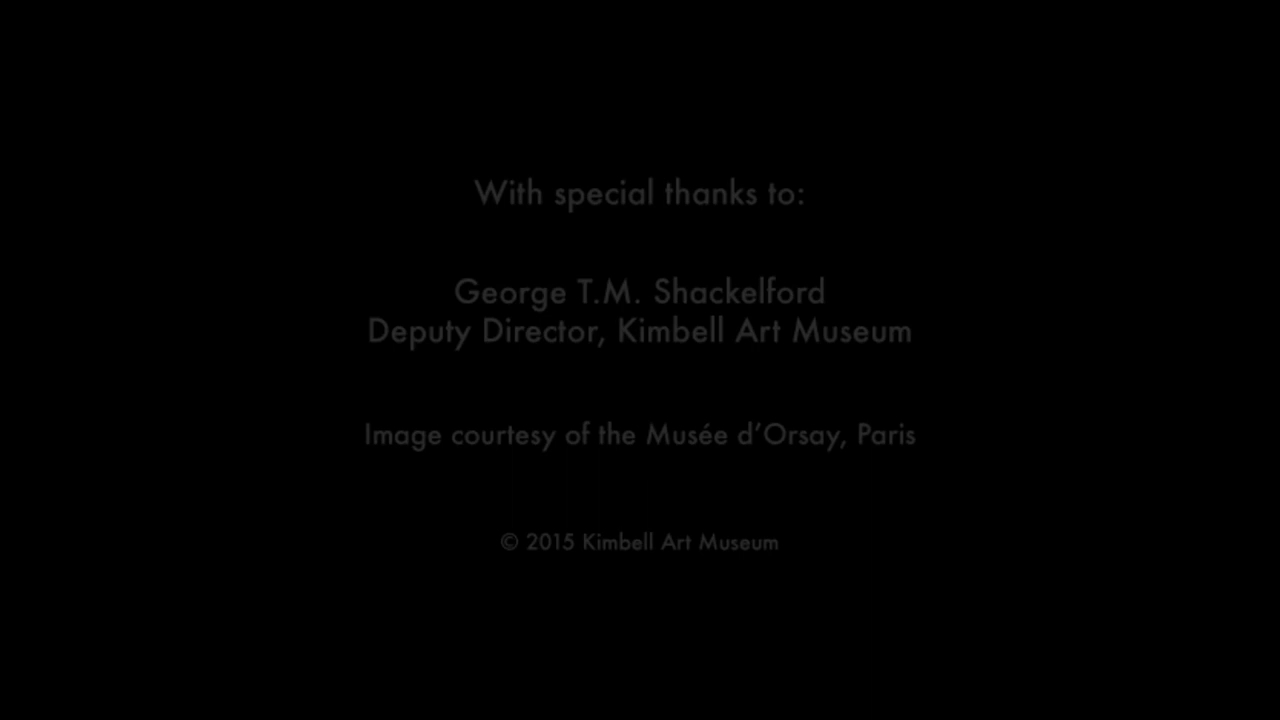 With special thanks to:
George T.M. Shackelford
Deputy Director, Kimbell Art Museum
Image courtesy of the Musée d’Orsay, Paris
© 2015 Kimbell Art Museum